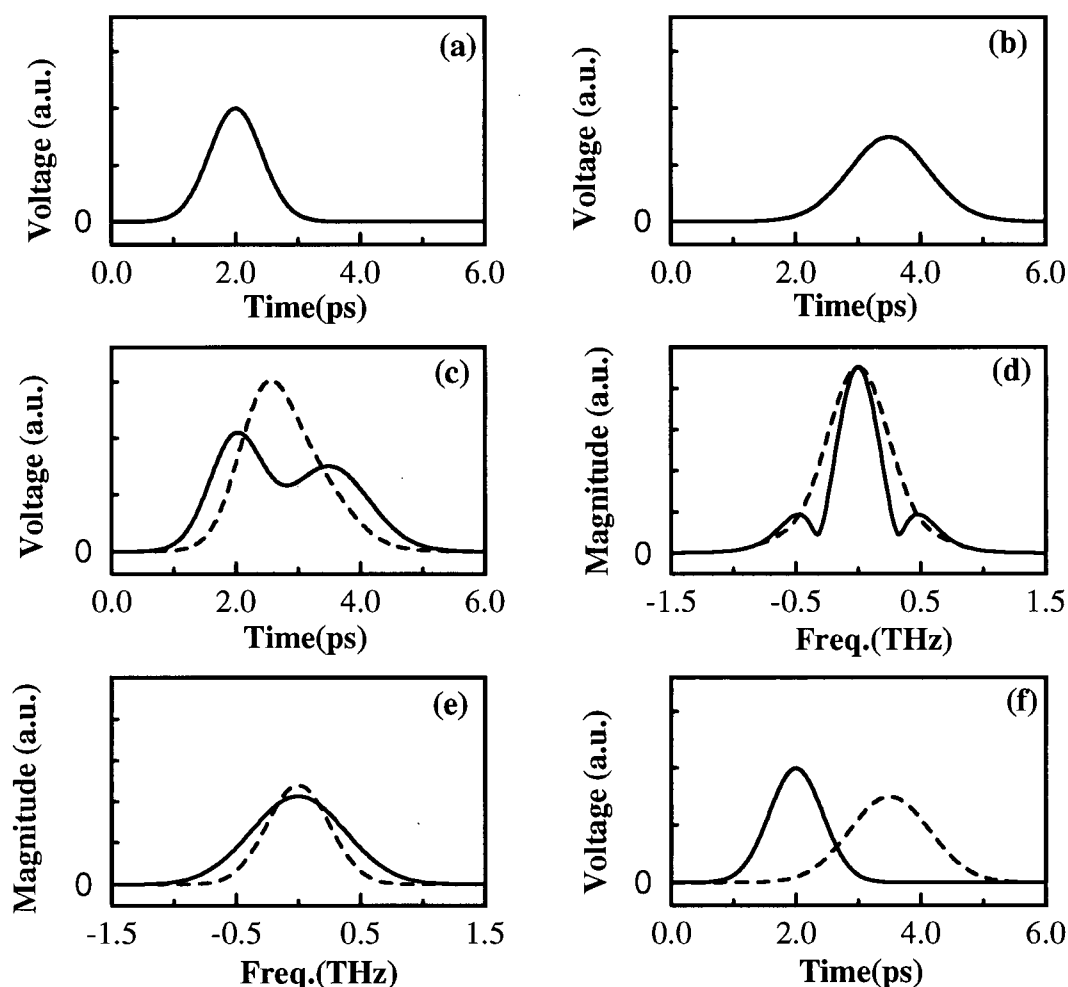 (a)
Voltage (a.u.)
0
0.0 2.0 4.0 6.0
Time(ps)
(b)
Voltage (a.u.)
0
0.0 2.0 4.0 6.0
Time(ps)
(c)
Voltage (a.u.)
0
0.0 2.0 4.0 6.0
Time(ps)
(d)
Magnitude (a.u.)
0
-1.5 -0.5 0.5 1.5
Freq.(THz)
(e)
Magnitude (a.u.)
0
-1.5 -0.5 0.5 1.5
Freq.(THz)
(f)
Voltage (a.u.)
0
0.0 2.0 4.0 6.0
Time(ps)